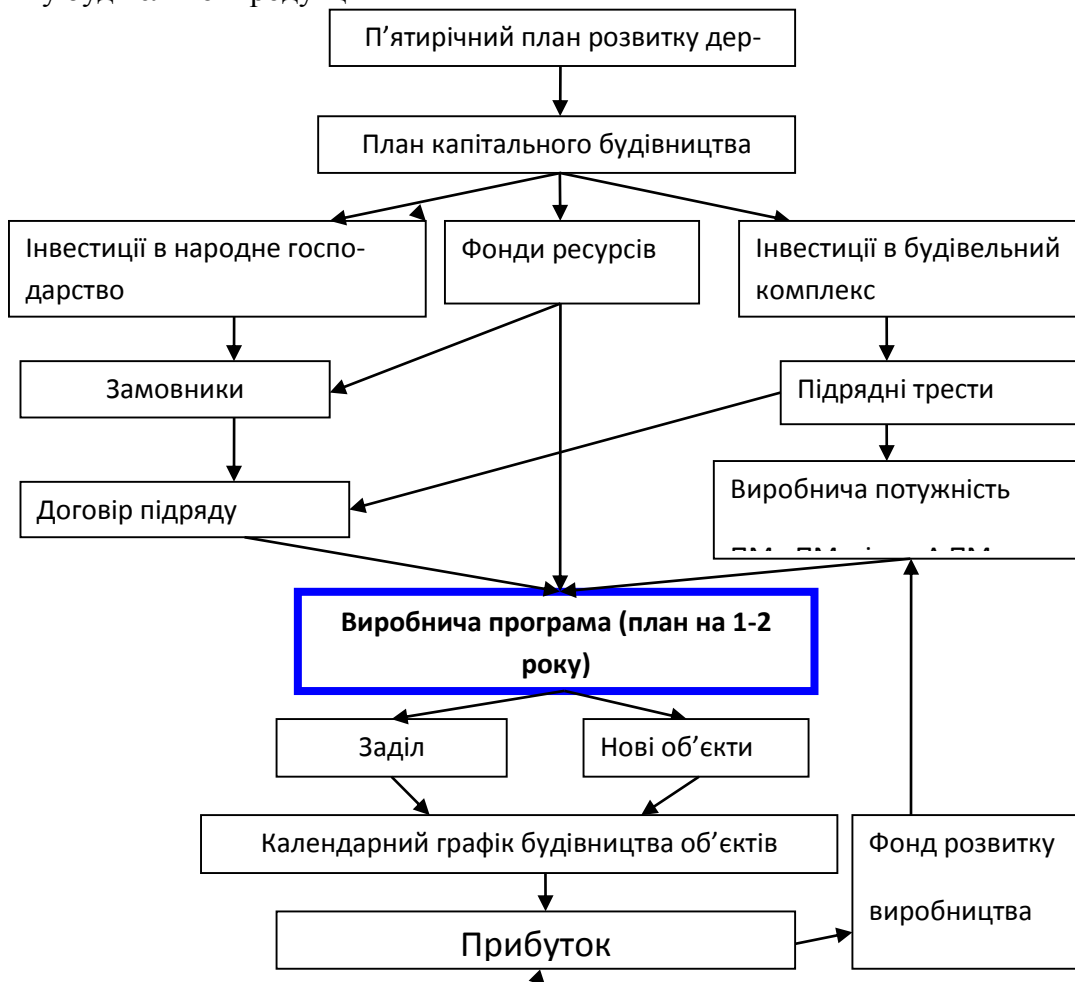 П’ятирічний план розвитку дер-
План капітального будівництва
Інвестиції в народне госпо-
дарство
Фонди ресурсів
Інвестиції в будівельний
комплекс
Замовники
Підрядні трести
Договір підряду
Виробнича потужність
Виробнича програма (план на 1-2
року)
Заділ
Нові об’єкти
Календарний графік будівництва об’єктів
Фонд розвитку
виробництва
Прибуток